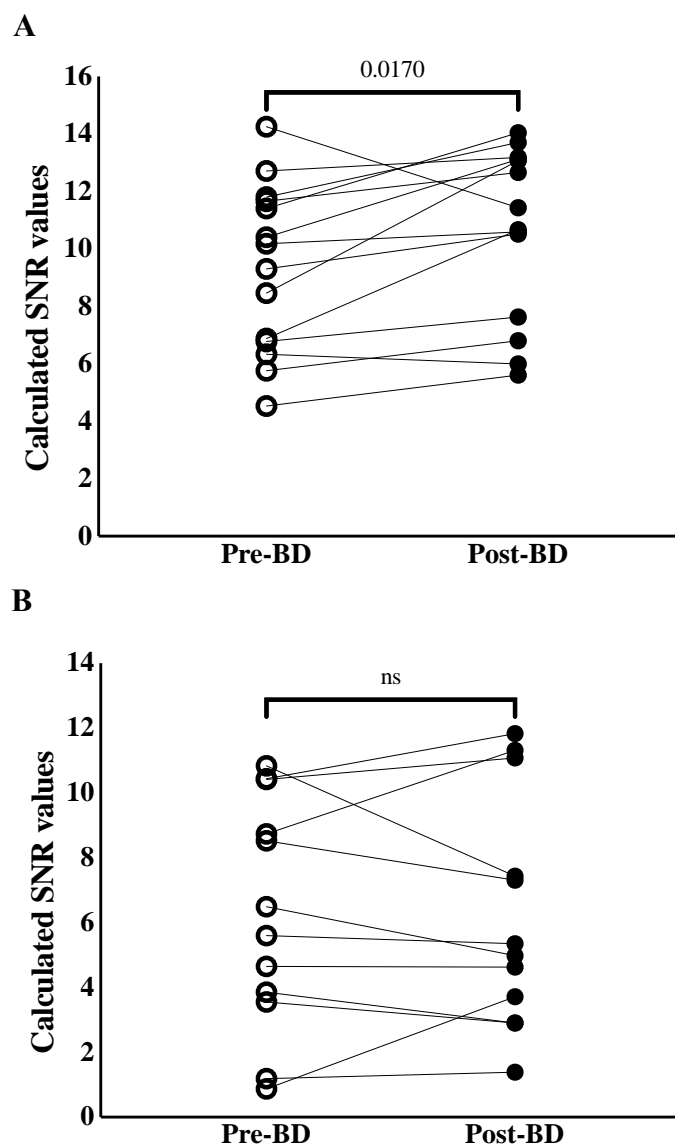 A
0.0170
16
14
12
10
8
6
4
2
0
Calculated SNR values
Pre-BD
Post-BD
B
ns
14
12
10
8
6
4
2
0
Calculated SNR values
Pre-BD
Post-BD